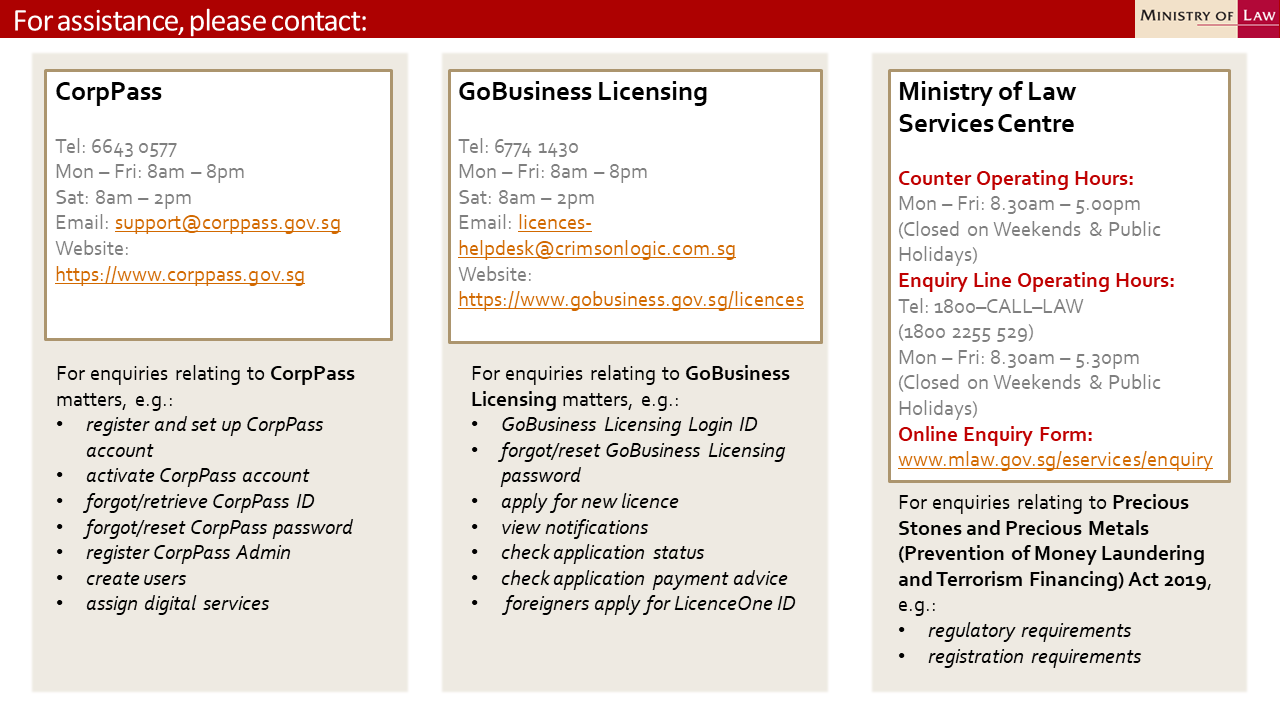 For assistance, please contact:
MINISTRY OF LAW
CorpPass
Tel: 6643 0577
Mon – Fri: 8am – 8pm
Sat: 8am – 2pm
Email: support@corppass.gov.sg
Website:
https://www.corppass.gov.sg
For enquiries relating to CorpPass
matters, e.g.:
• register and set up CorpPass
account
• activate CorpPass account
• forgot/retrieve CorpPass ID
• forgot/reset CorpPass password
• register CorpPass Admin
• create users
• assign digital services
GoBusiness Licensing
Tel: 6774 1430
Mon – Fri: 8am – 8pm
Sat: 8am – 2pm
Email: licences-
helpdesk@crimsonlogic.com.sg
Website:
https://www.gobusiness.gov.sg/licences
For enquiries relating to GoBusiness
Licensing matters, e.g.:
• GoBusiness Licensing Login ID
• forgot/reset GoBusiness Licensing
password
• apply for new licence
• view notifications
• check application status
• check application payment advice
• foreigners apply for LicenceOne ID
Ministry of Law
Services Centre
Counter Operating Hours:
Mon – Fri: 8.30am – 5.00pm
(Closed on Weekends & Public
Holidays)
Enquiry Line Operating Hours:
Tel: 1800–CALL–LAW
(1800 2255 529)
Mon – Fri: 8.30am – 5.30pm
(Closed on Weekends & Public
Holidays)
Online Enquiry Form:
www.mlaw.gov.sg/eservices/enquiry
For enquiries relating to Precious
Stones and Precious Metals
(Prevention of Money Laundering
and Terrorism Financing) Act 2019,
e.g.:
• regulatory requirements
• registration requirements